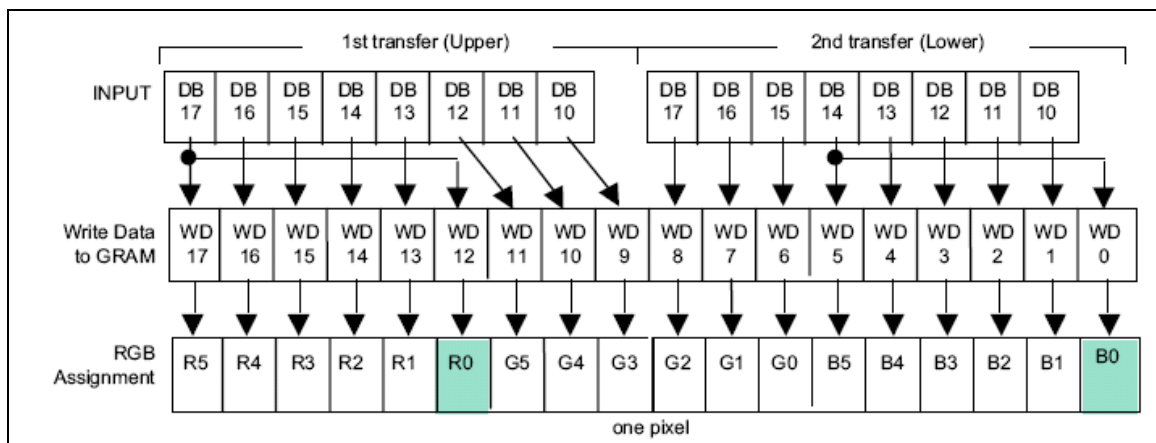 1st transfer (Upper) 2nd transfer (Lower)
INPUT DB 17 DB 16 DB 15 DB 14 DB 13 DB 12 DB 11 DB 10 DB 17 DB 16 DB 15 DB 14 DB 13 DB 12 DB 11 DB 10
Write Data to GRAM WD 17 WD 16 WD 15 WD 14 WD 13 WD 12 WD 11 WD 10 WD 9 WD 8 WD 7 WD 6 WD 5 WD 4 WD 3 WD 2 WD 1 WD 0
RGB Assignment R5 R4 R3 R2 R1 R0 G5 G4 G3 G2 G1 G0 B5 B4 B3 B2 B1 B0
one pixel